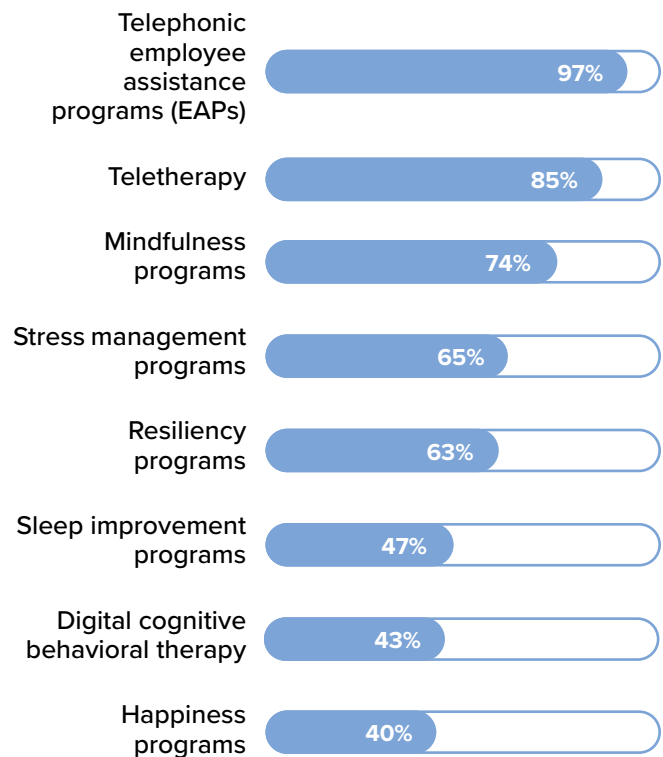 Telephonic
employee
assistance
programs (EAPs)
97%
Teletherapy
85%
Mindfulness
programs
74%
Stress management
programs
65%
Resiliency
programs
63%
Sleep improvement
programs
47%
Digital cognitive
behavioral therapy
43%
Happiness
programs
40%